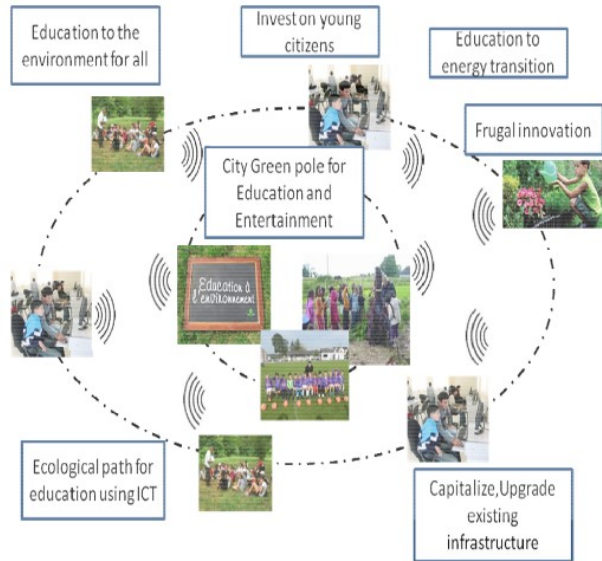 Education to the
environment for all
Invest on young
citizens
Education to
energy transition
Frugal innovation
City Green pole for
Education and
Entertainment
Education à
l'environnement
Ecological path for
education using ICT
Capitalize,Upgrade
existing
infrastructure